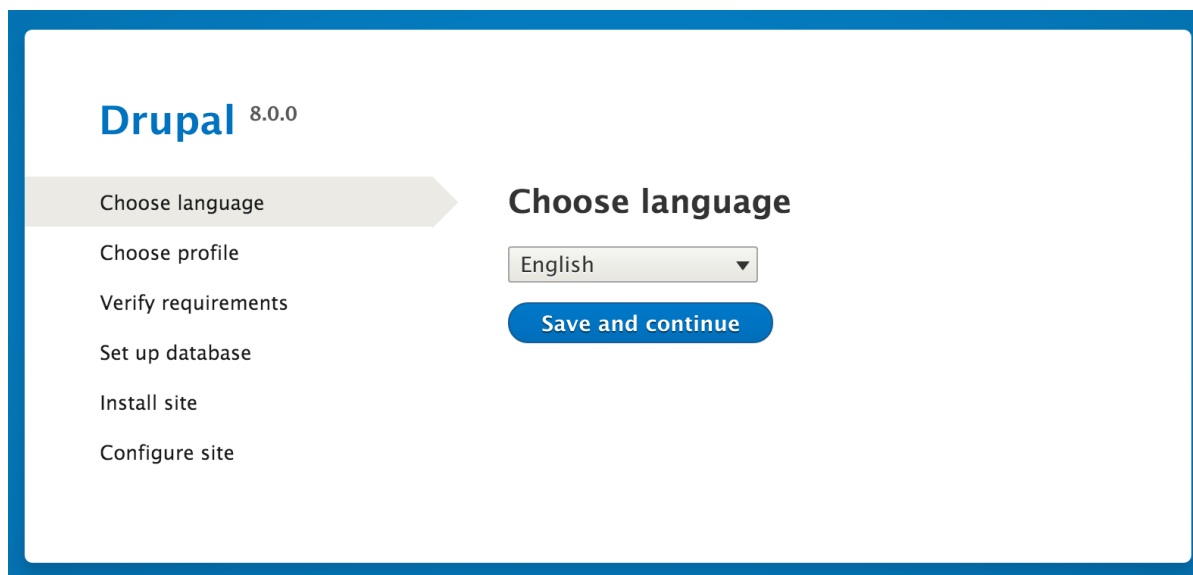 Drupal 8.0.0
Choose language
Choose profile
Verify requirements
Set up database
Install site
Configure site
Choose language
English
Save and continue